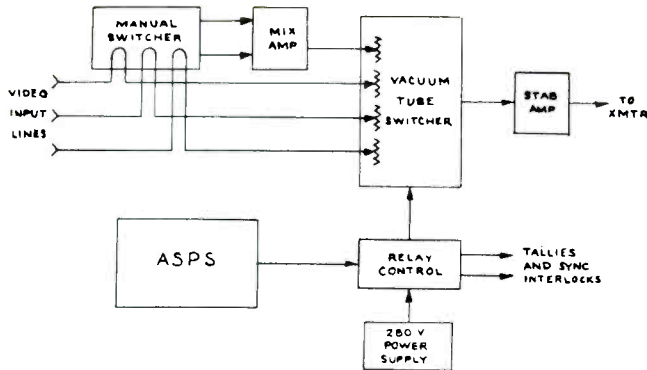 MANUAL
SWITCHER
MIX
AMP
VIDEO
INPUT
LINES
VACUUM
TUBE
SWITCHER
STAB
AMP
TO
XMTR
ASPS
RELAY
CONTROL
TALLIES
AND SYNC
INTERLOCKS
280 V
POWER
SUPPLY